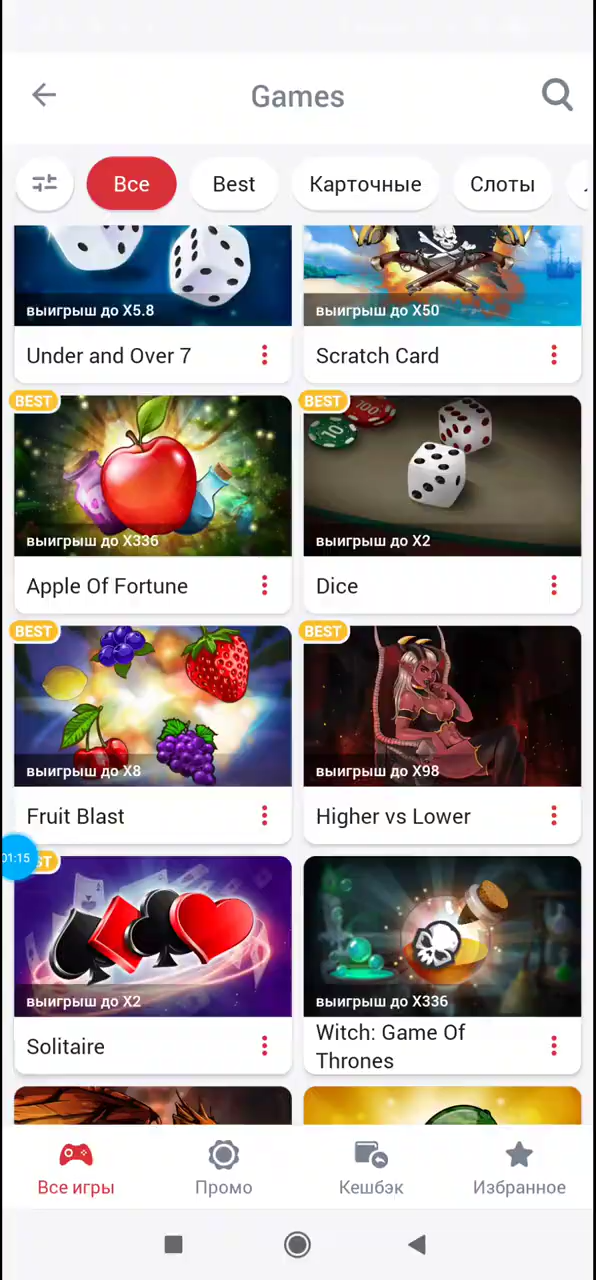 Games
Все
Best
Карточные
Слоты
выигрыш до X5.8
выигрыш до X50
Under and Over 7
Scratch Card
BEST
BEST
10
100
выигрыш до X336
выигрыш до X2
Apple Of Fortune
Dice
BEST
BEST
выигрыш до X8
выигрыш до X98
Fruit Blast
Higher vs Lower
01:15
ST
выигрыш до X2
выигрыш до X336
Solitaire
Witch: Game Of
Thrones
Все игры
Промо
Кешбэк
Избранное